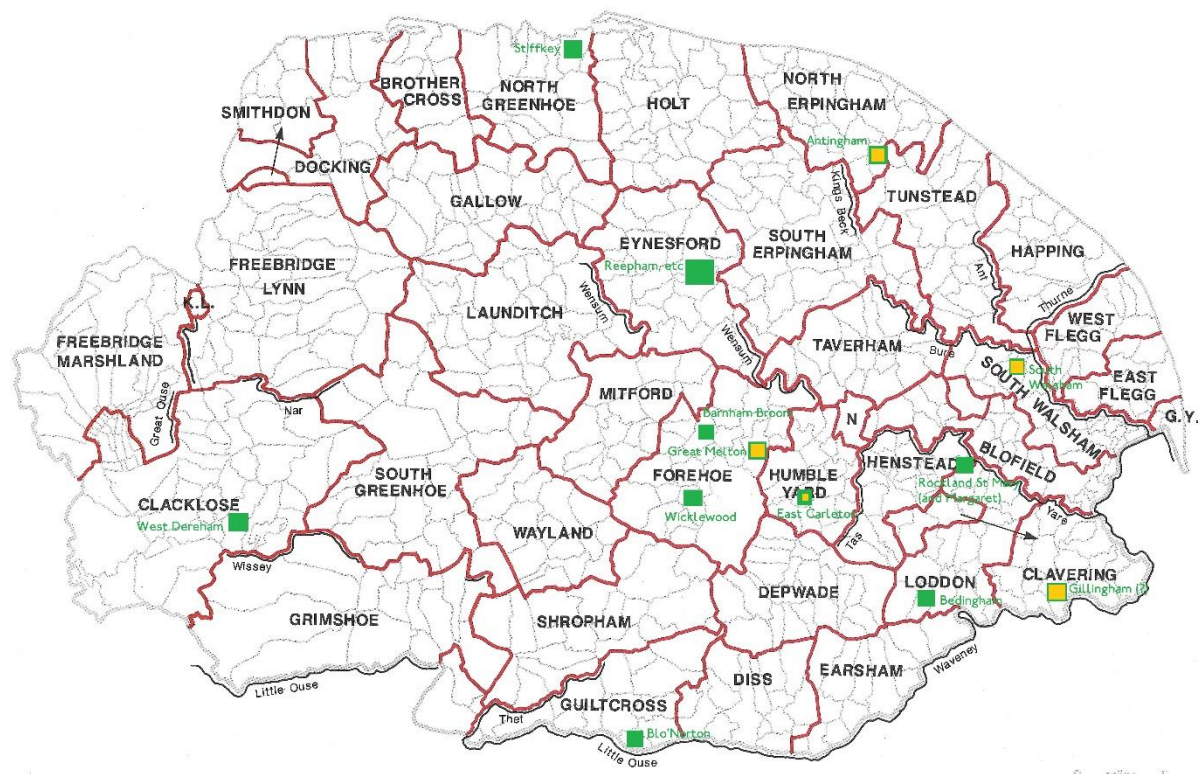 Stiffkey
BROTHER
CROSS
NORTH
GREENHOE
HOLT
NORTH
ERPINGHAM
SMITHDON
Antingham
DOCKING
Kings Beck
TUNSTEAD
GALLOW
EYNESFORD
Reepham, etc
SOUTH
ERPINGHAM
HAPPING
FREEBRIDGE
LYNN
Ant
K.L.
LAUNDITCH
Wensum
Thurne
WEST
FLEGG
FREEBRIDGE
MARSHLAND
Wensum
TAVERHAM
Bure
South
Walsham
SOUTH WALSHAM
EAST
FLEGG
Great Ouse
Nar
MITFORD
Barnham Broom
N
G.Y.
Great Melton
SOUTH
GREENHOE
FOREHOE
HUMBLE
YARD
HENSTEAD
BLOFIELD
Rockland St Mary
(and Margaret)
CLACKLOSE
West Dereham
Wicklewood
East Carleton
Yare
WAYLAND
Tas
Wissey
CLAVERING
Gillingham (?)
DEPWADE
LODDON
Bedingham
GRIMSHOE
SHROPHAM
EARSHAM
Waveney
Little Ouse
DISS
GUILTCROSS
Thet
Blo'Norton
Little Ouse